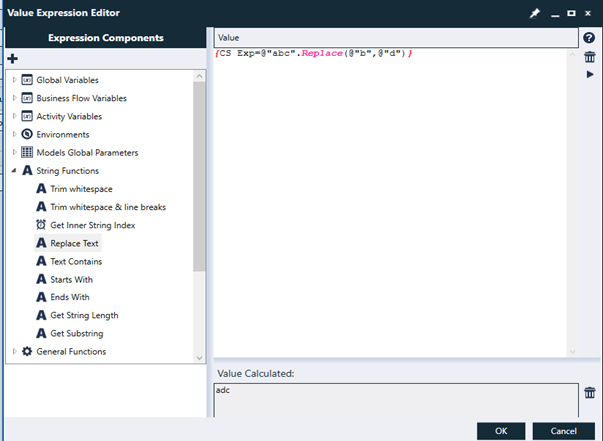 Value Expression Editor
Expression Components
Value
{CS Exp=@"abc".Replace(@"b",@"d")}
Global Variables
Business Flow Variables
Activity Variables
Environments
Models Global Parameters
String Functions
Trim whitespace
Trim whitespace & line breaks
Get Inner String Index
Replace Text
Text Contains
Starts With
Ends With
Get String Length
Get Substring
General Functions
Value Calculated:
adc
OK
Cancel